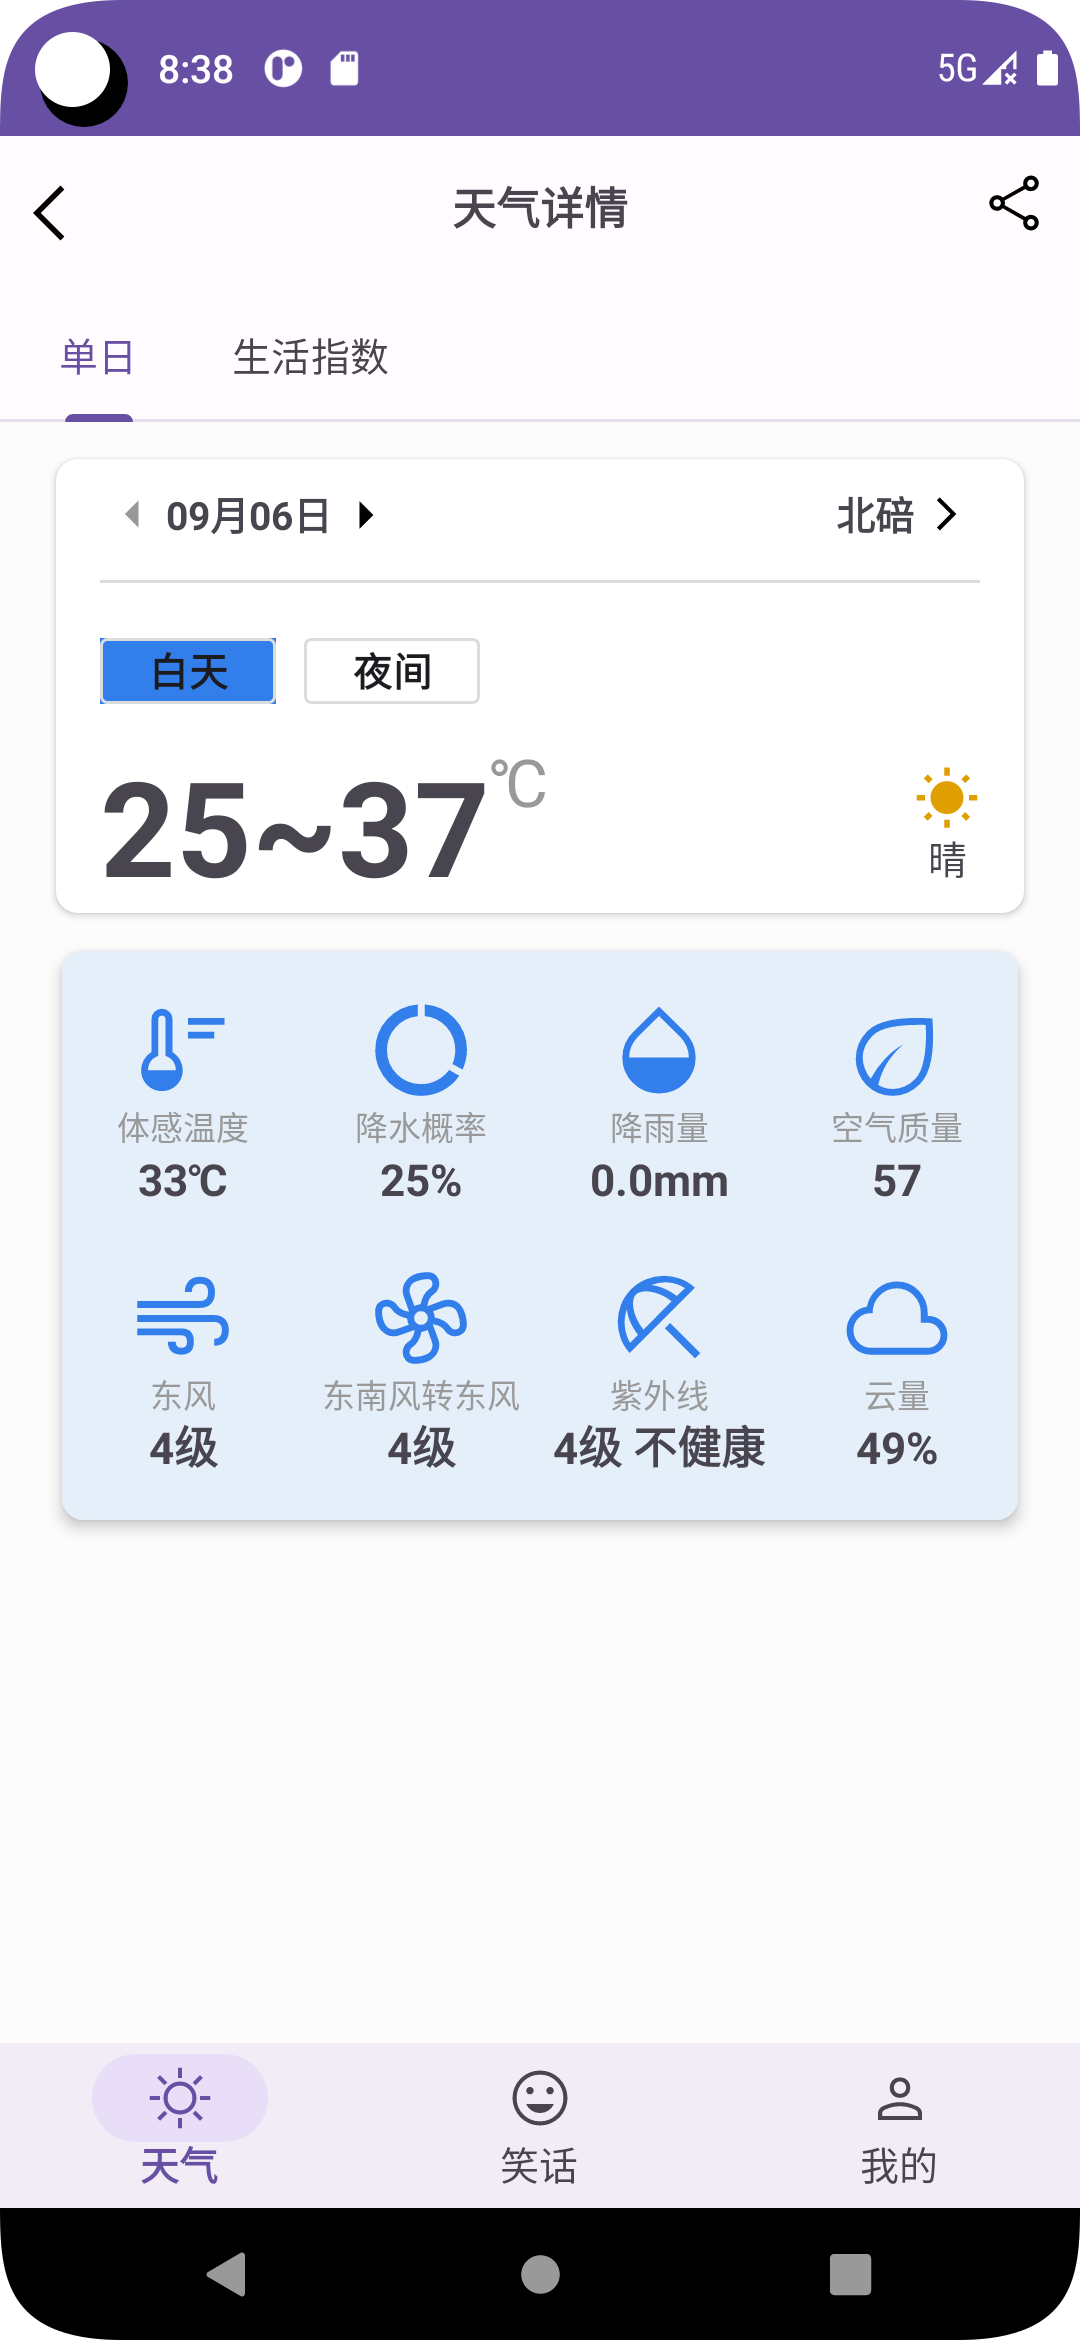 8:38
5G
天气详情
单日 生活指数
09月06日
北碚
白天 夜间
25~37℃
晴
体感温度 降水概率 降雨量 空气质量
33℃ 25% 0.0mm 57
东风 东南风转东风 紫外线 云量
4级 4级 4级 不健康 49%
天气 笑话 我的